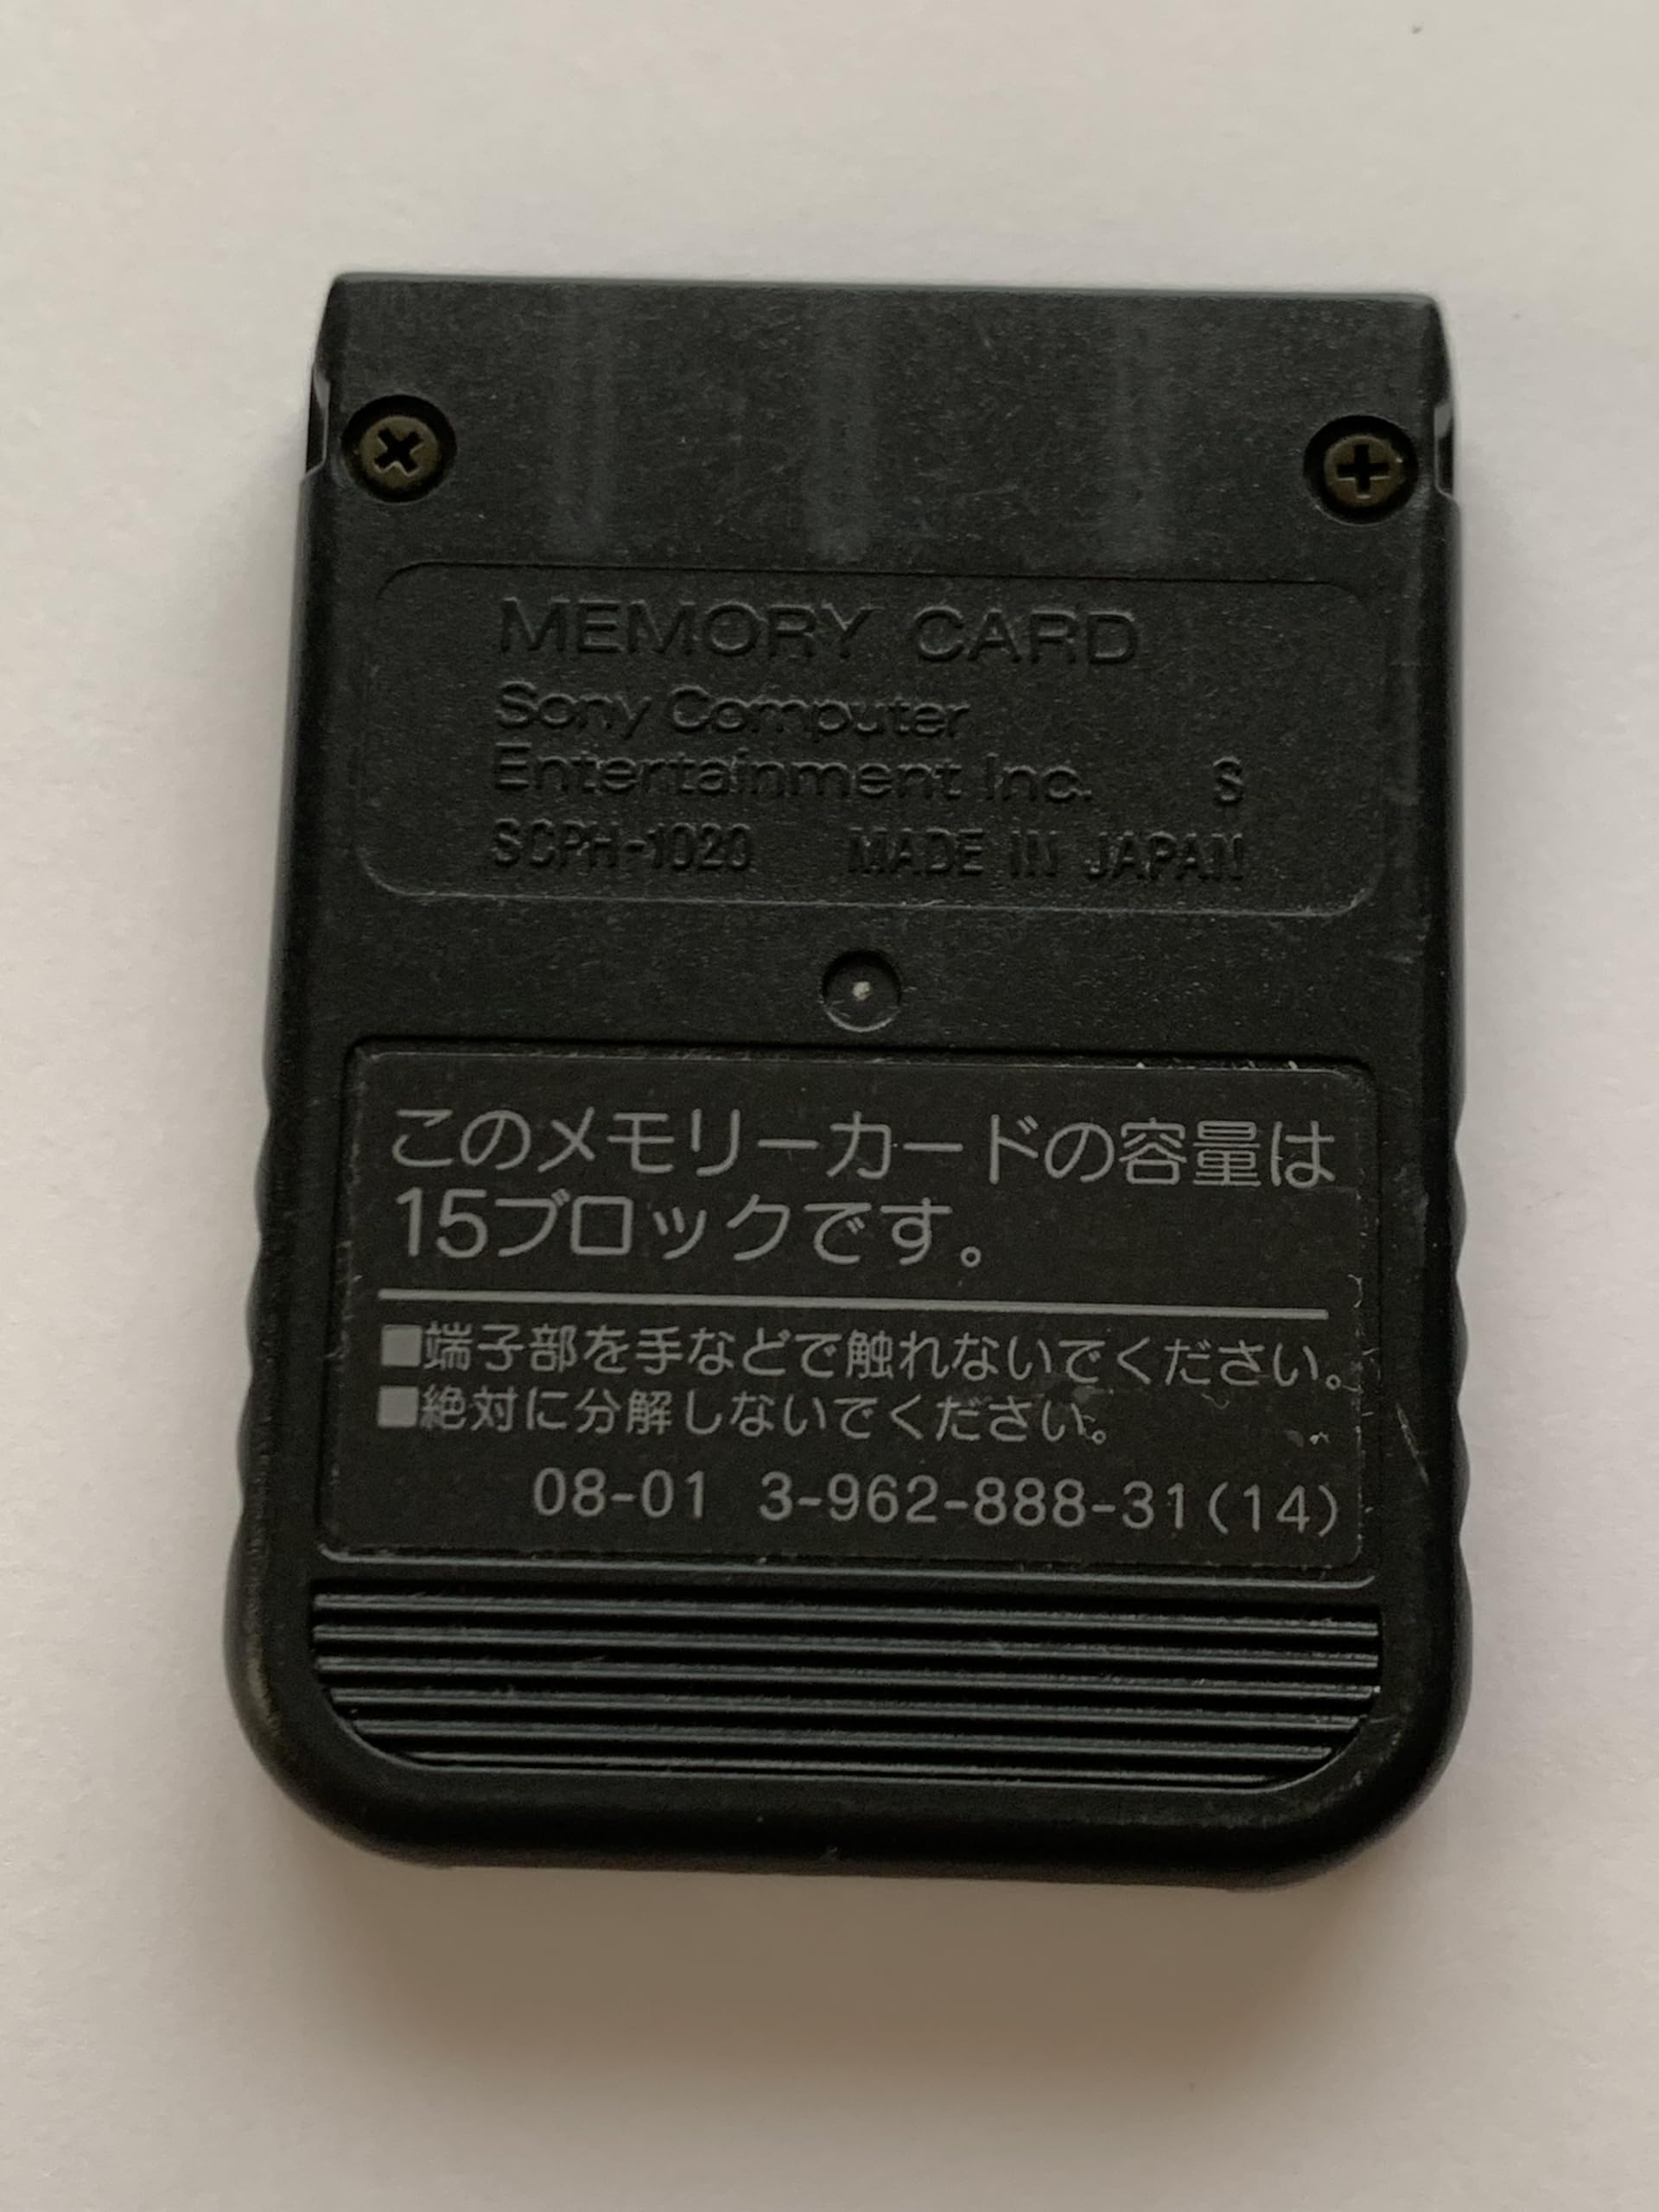 MEMORY CARD
Sony Computer
Entertainment Inc. S
SCPH-1020 MADE IN JAPAN
このメモリーカードの容量は
15ブロックです。
■端子部を手などで触れないでください。
■絶対に分解しないでください。
08-01 3-962-888-31(14)